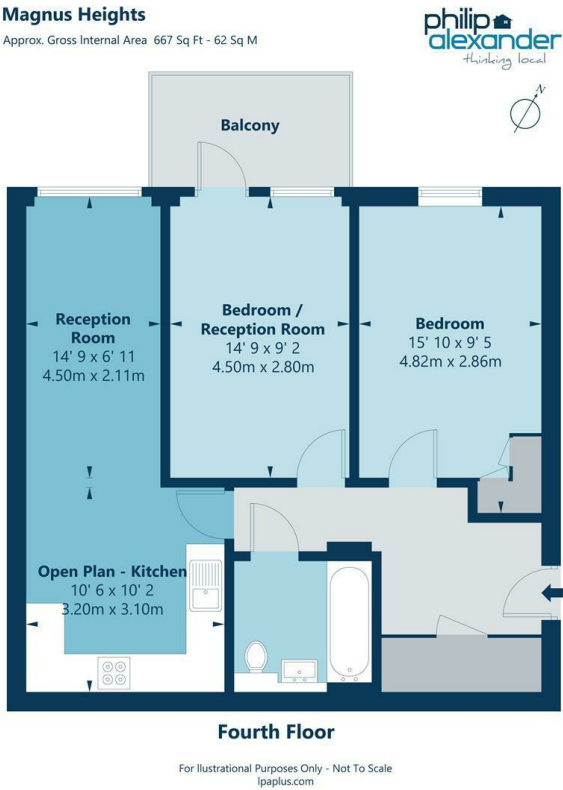 Magnus Heights
Approx. Gross Internal Area 667 Sq Ft - 62 Sq M
philip
alexander
thinking local
N
Balcony
Reception
Room
14' 9 x 6' 11
4.50m x 2.11m
Bedroom /
Reception Room
14' 9 x 9' 2
4.50m x 2.80m
Bedroom
15' 10 x 9' 5
4.82m x 2.86m
Open Plan - Kitchen
10' 6 x 10' 2
3.20m x 3.10m
Fourth Floor
For llustrational Purposes Only - Not To Scale
lpaplus.com